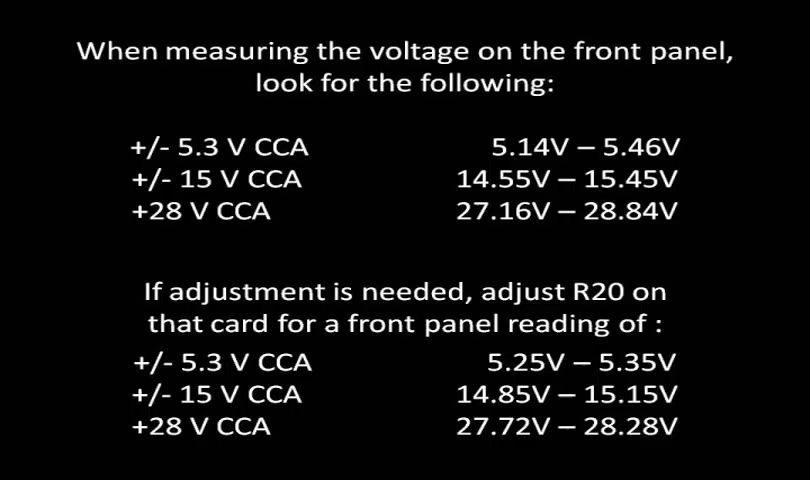 When measuring the voltage on the front panel,
look for the following:
+/- 5.3 V CCA 5.14V – 5.46V
+/- 15 V CCA 14.55V – 15.45V
+28 V CCA 27.16V – 28.84V
If adjustment is needed, adjust R20 on
that card for a front panel reading of :
+/- 5.3 V CCA 5.25V – 5.35V
+/- 15 V CCA 14.85V – 15.15V
+28 V CCA 27.72V – 28.28V